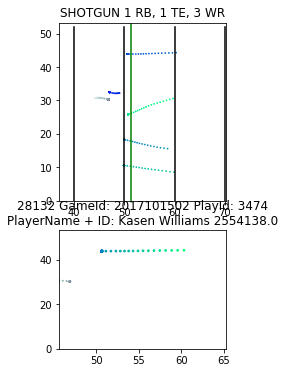 SHOTGUN 1 RB, 1 TE, 3 WR
50
40
30
20
10
0
40 50 60 70
28132 GameId: 2017101502 PlayId: 3474
PlayerName + ID: Kasen Williams 2554138.0
40
20
0
50 55 60 65